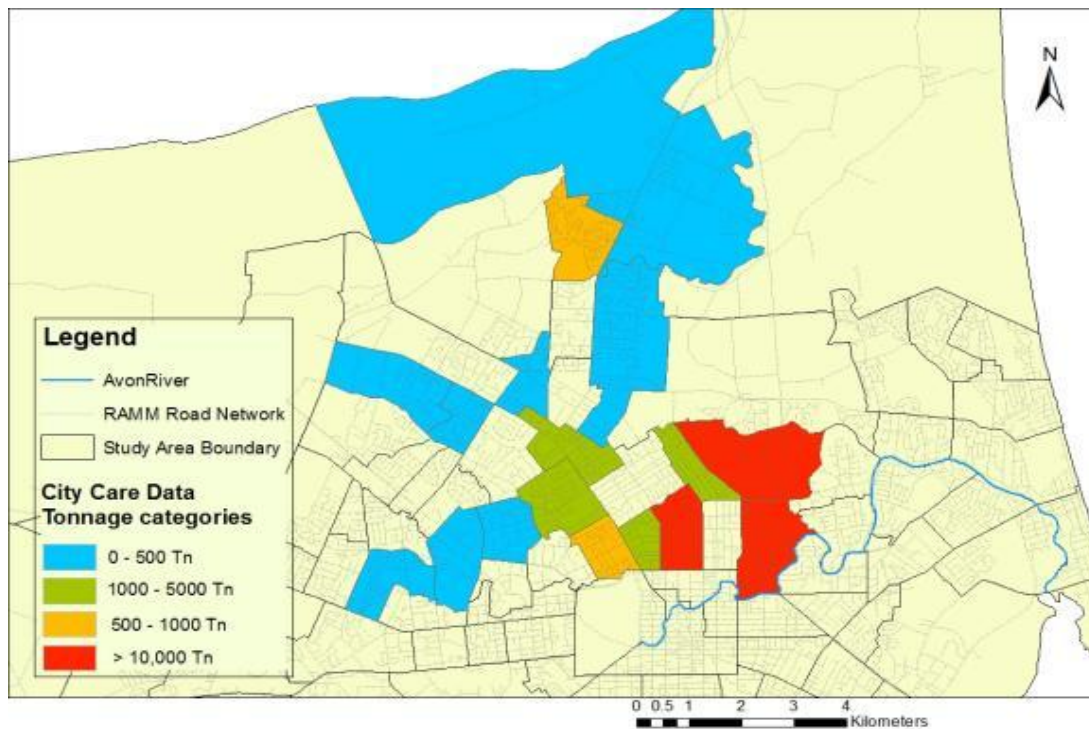 N
Legend
AvonRiver
RAMM Road Network
Study Area Boundary
City Care Data
Tonnage categories
0 - 500 Tn
1000 - 5000 Tn
500 - 1000 Tn
> 10,000 Tn
0 0.5 1 2 3 4
Kilometers